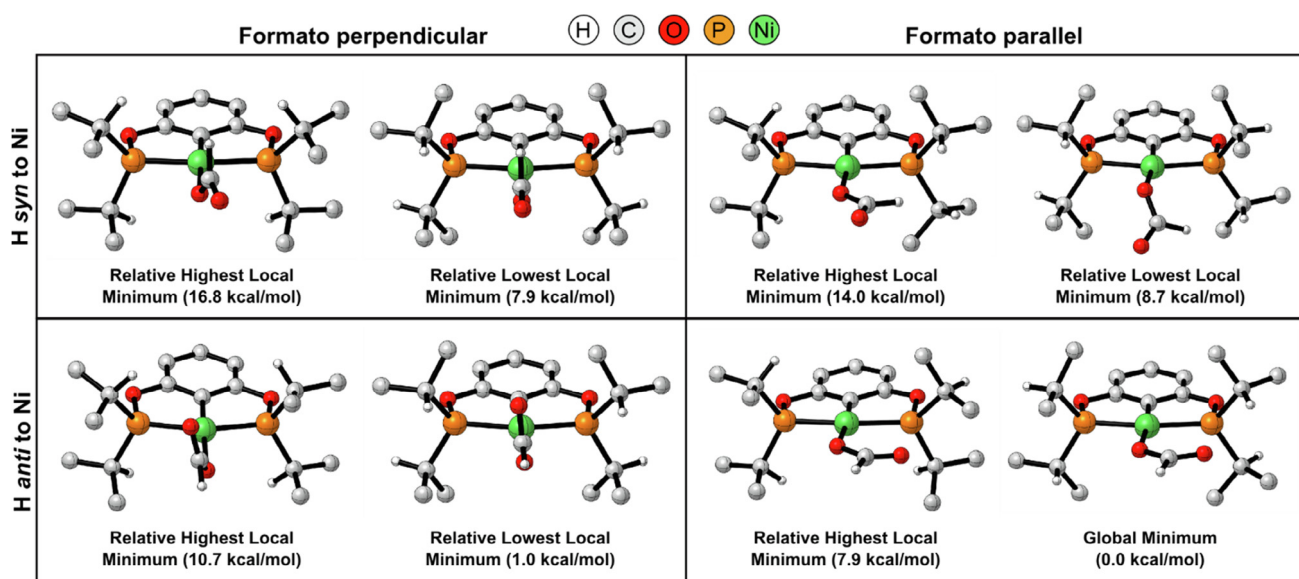 Formato perpendicular
H C O P Ni
Formato parallel
H syn to Ni
Relative Highest Local
Minimum (16.8 kcal/mol)
Relative Lowest Local
Minimum (7.9 kcal/mol)
Relative Highest Local
Minimum (14.0 kcal/mol)
Relative Lowest Local
Minimum (8.7 kcal/mol)
H anti to Ni
Relative Highest Local
Minimum (10.7 kcal/mol)
Relative Lowest Local
Minimum (1.0 kcal/mol)
Relative Highest Local
Minimum (7.9 kcal/mol)
Global Minimum
(0.0 kcal/mol)